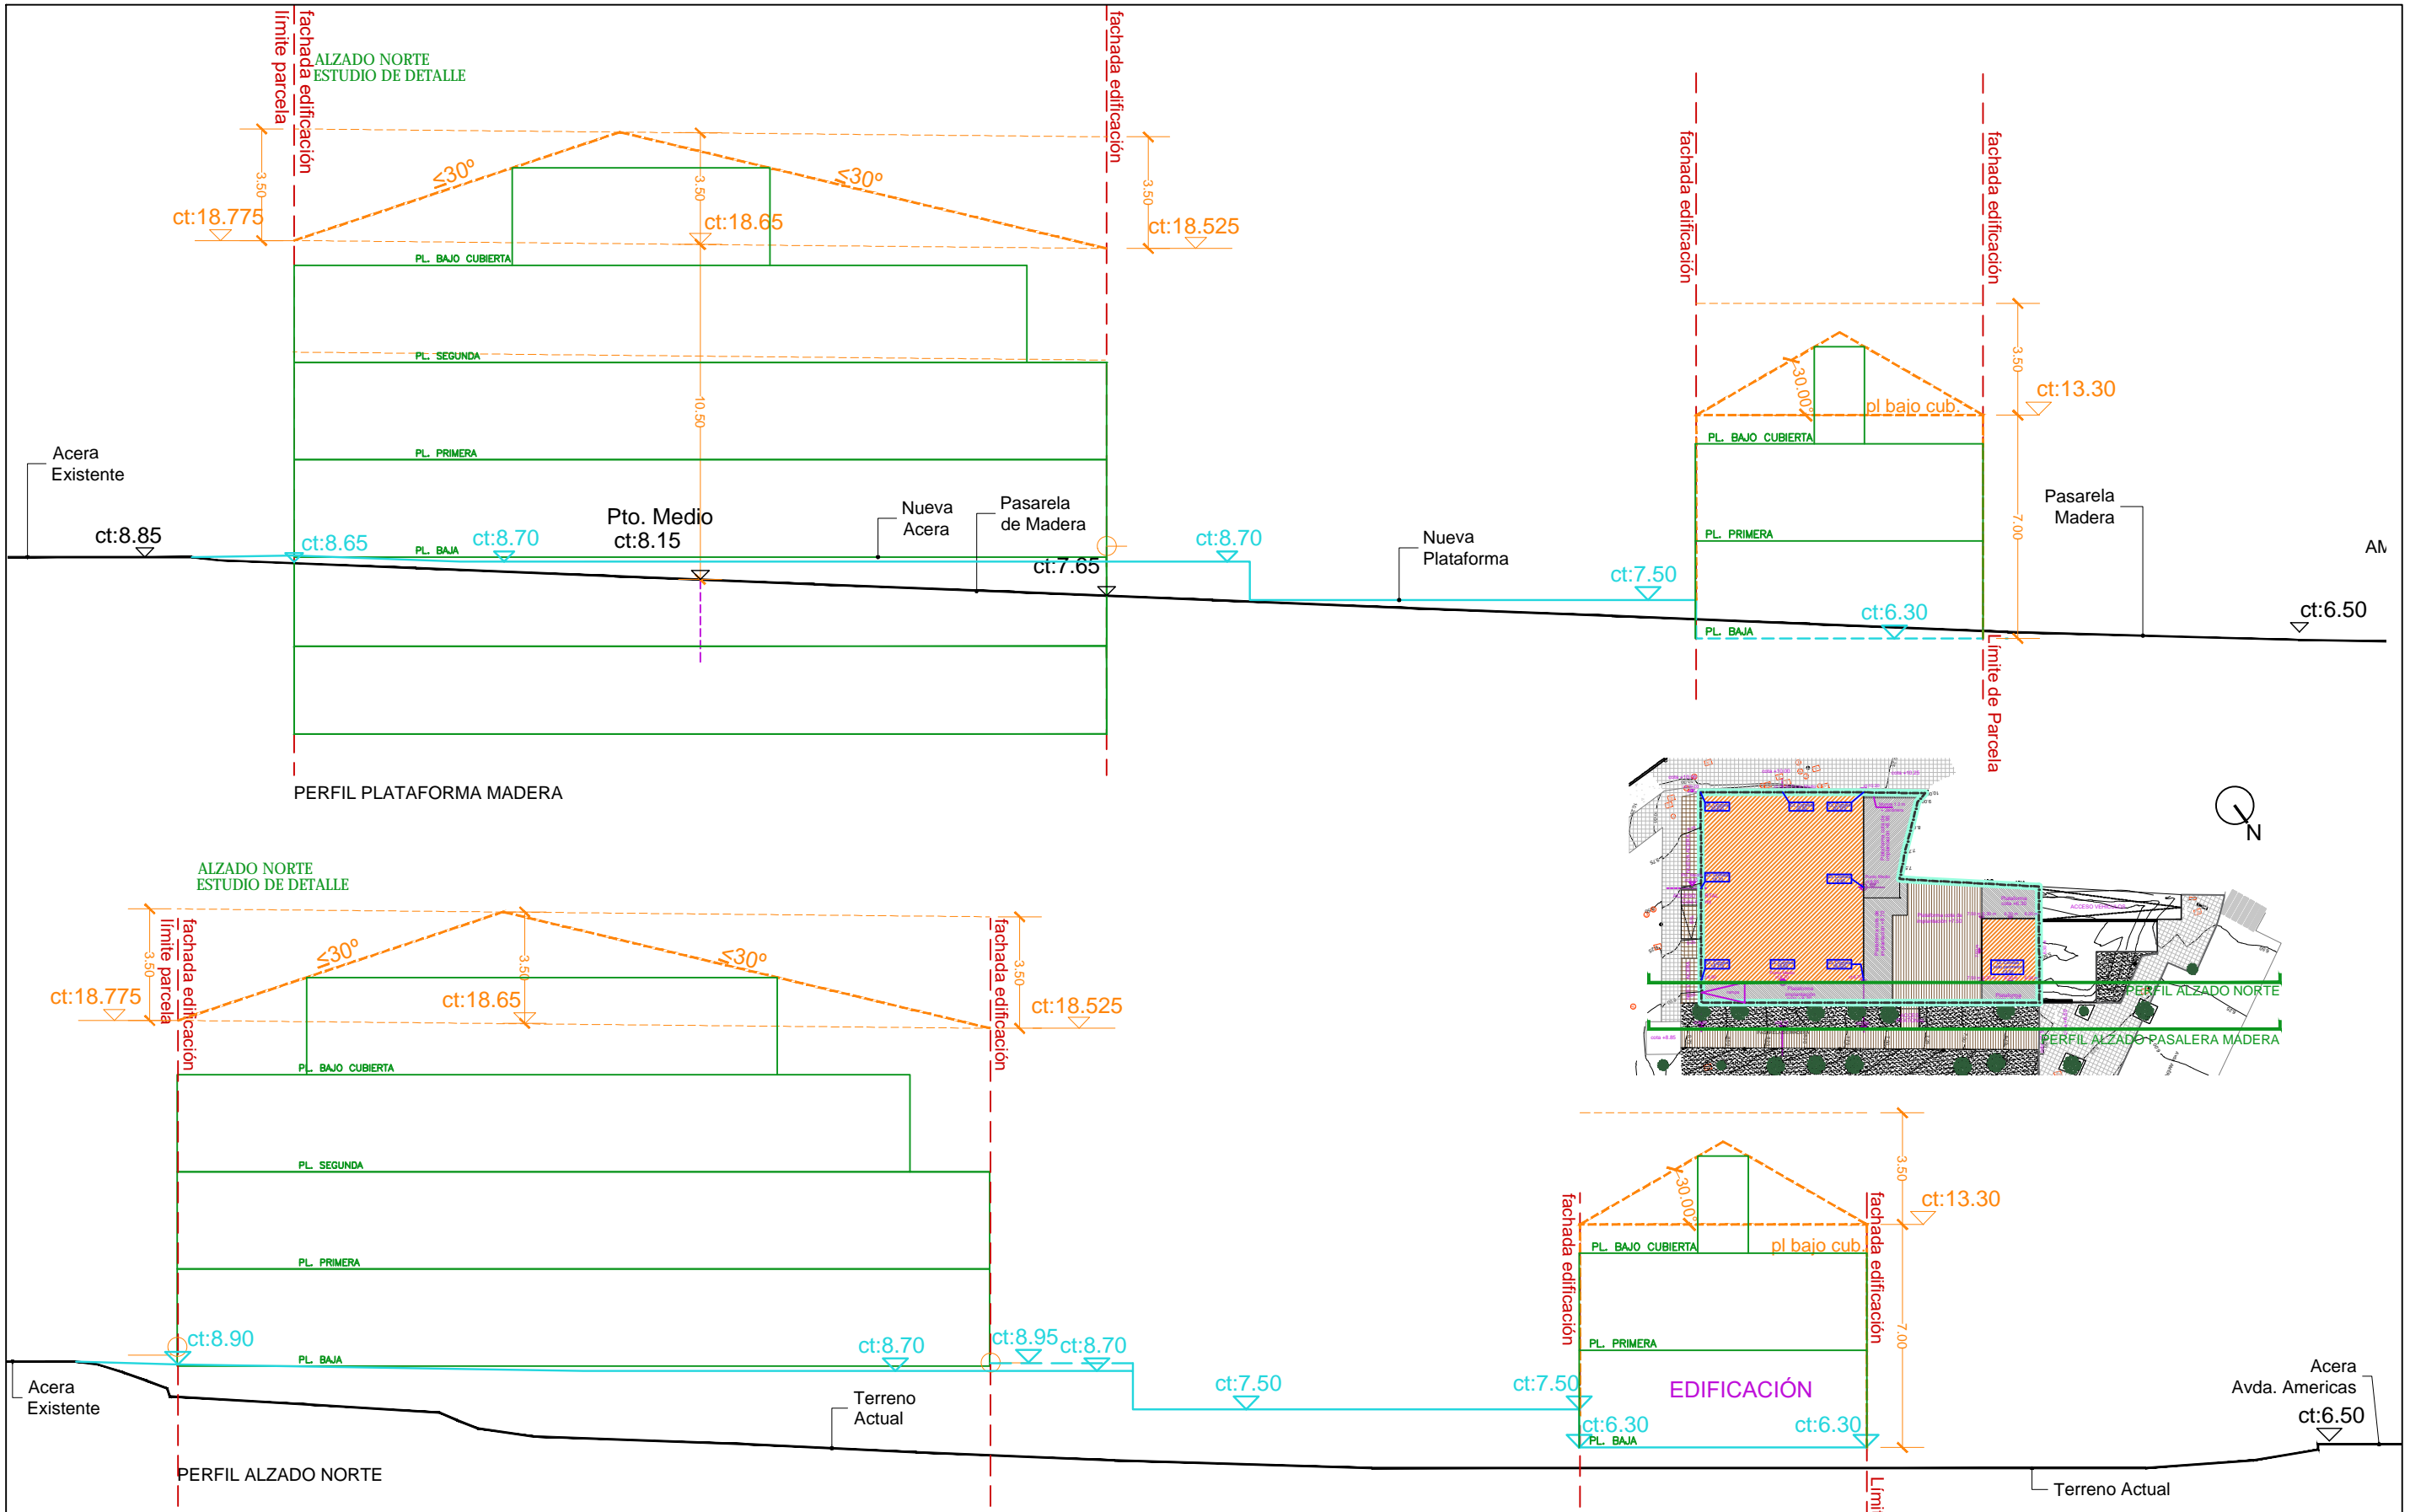 límite parcela
fachada edificación
ALZADO NORTE
ESTUDIO DE DETALLE
fachada edificación
fachada edificación
fachada edificación
3.50
≤30º
3.50
≤30º
3.50
ct:18.775
ct:18.65
ct:18.525
PL. BAJO CUBIERTA
3.50
ct:13.30
30.00°
pl bajo cub.
PL. SEGUNDA
10.50
PL. BAJO CUBIERTA
Acera
Existente
PL. PRIMERA
Nueva
Acera
Pasarela
de Madera
Pasarela
Madera
7.00
ct:8.85
ct:8.65
ct:8.70
Pto. Medio
ct:8.15
PL. BAJA
ct:7.65
ct:8.70
Nueva
Plataforma
PL. PRIMERA
ct:7.50
ct:6.30
PL. BAJA
ct:6.50
Límite de Parcela
PERFIL PLATAFORMA MADERA
N
ACCESO VEHICULOS
PERFIL ALZADO NORTE
PERFIL ALZADO PASALERA MADERA
ALZADO NORTE
ESTUDIO DE DETALLE
límite parcela
fachada edificación
fachada edificación
3.50
≤30º
3.50
≤30º
3.50
ct:18.775
ct:18.65
ct:18.525
PL. BAJO CUBIERTA
fachada edificación
fachada edificación
3.50
30.00°
ct:13.30
PL. BAJO CUBIERTA
pl bajo cub.
PL. SEGUNDA
PL. PRIMERA
7.00
ct:8.90
ct:8.70
ct:8.95
ct:8.70
PL. BAJA
PL. PRIMERA
Acera
Existente
Terreno
Actual
ct:7.50
ct:7.50
EDIFICACIÓN
Acera
Avda. Americas
ct:6.50
ct:6.30
ct:6.30
PL. BAJA
PERFIL ALZADO NORTE
Terreno Actual